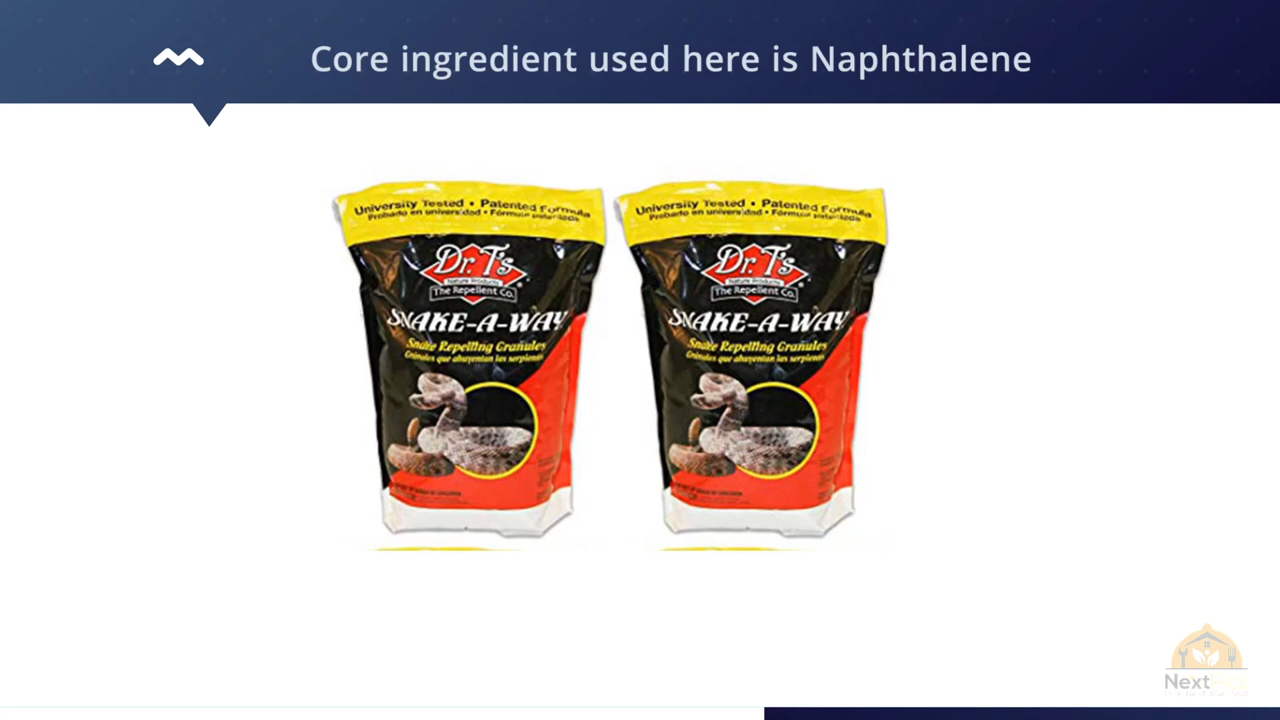 Core ingredient used here is Naphthalene
University Tested • Patented Formula
Probado en universidad • Fórmula patentada
Dr. T's
Nature Products
The Repellent Co.
SNAKE-A-WAY
Snake Repelling Granules
Gránulos que ahuyentan las serpientes
University Tested • Patented Formula
Probado en universidad • Fórmula patentada
Dr. T's
Nature Products
The Repellent Co.
SNAKE-A-WAY
Snake Repelling Granules
Gránulos que ahuyentan las serpientes
Next